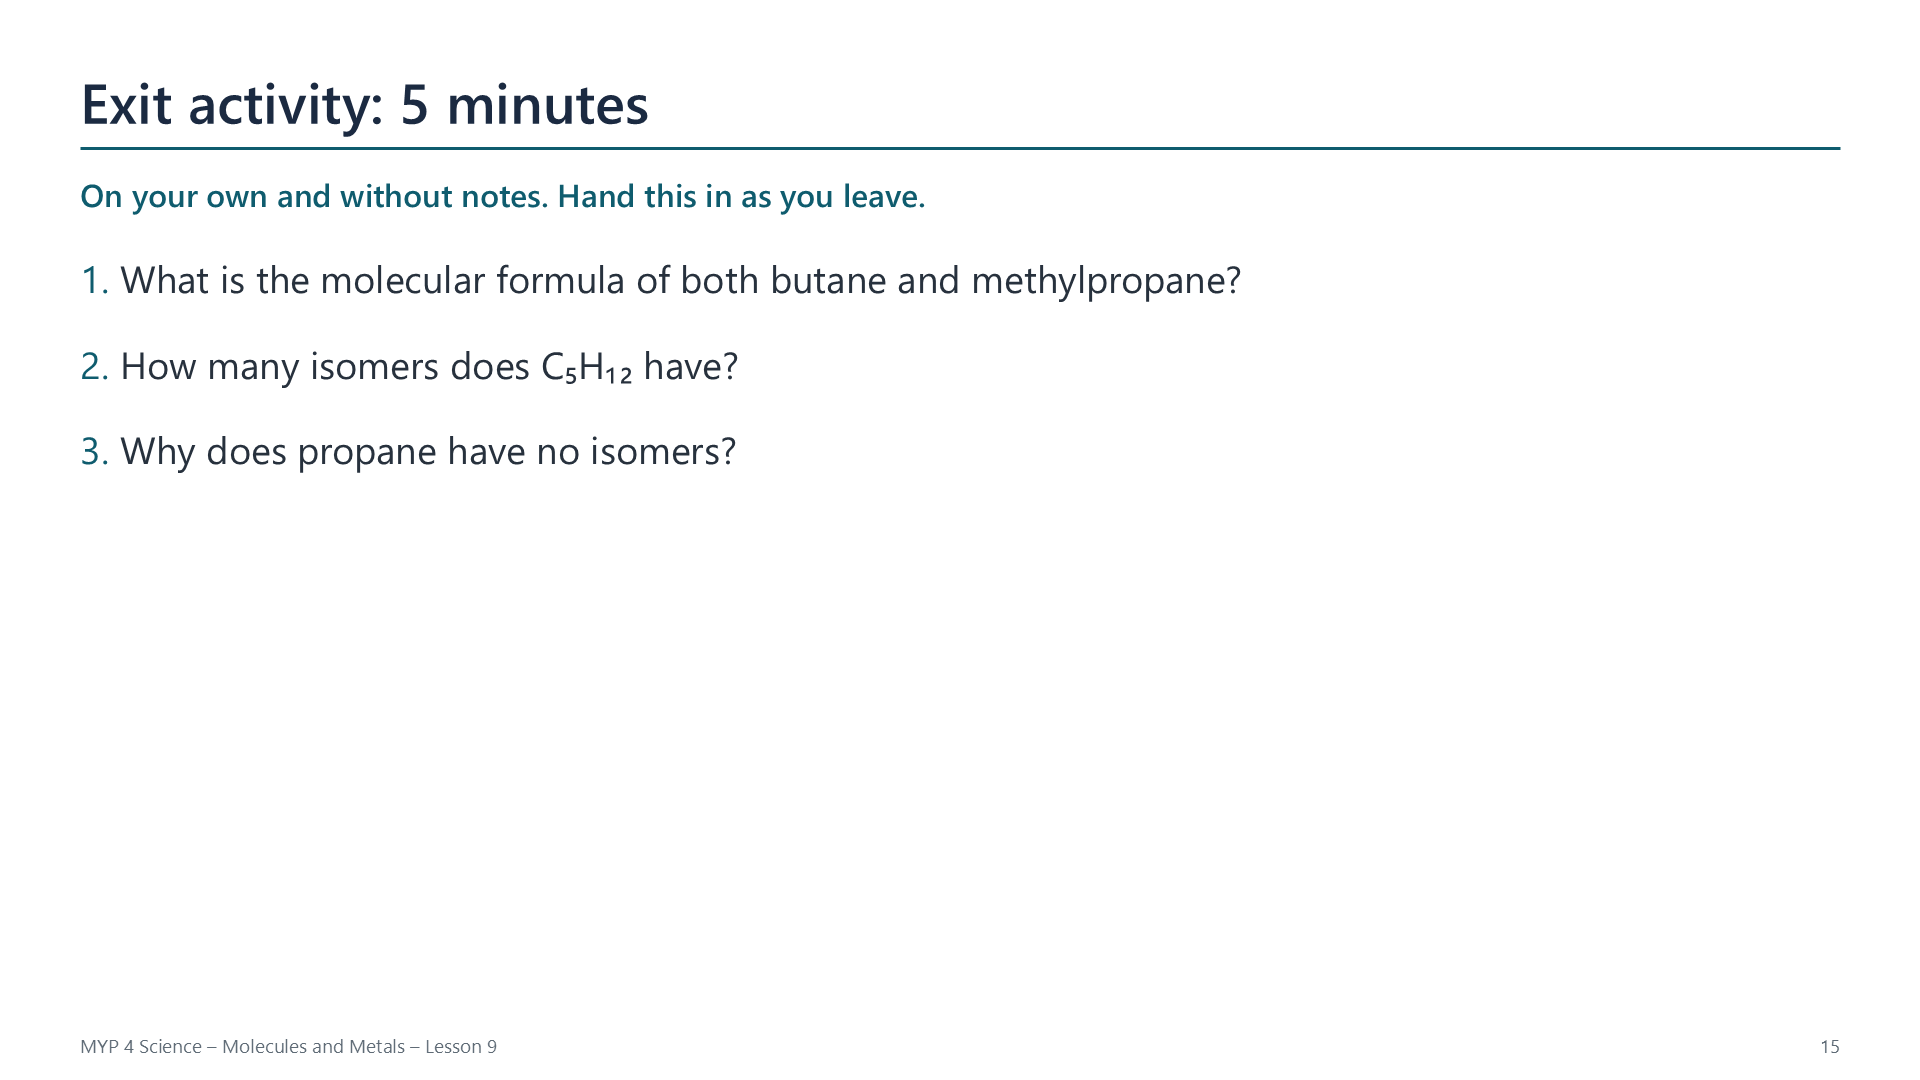 Exit activity: 5 minutes
On your own and without notes. Hand this in as you leave.
1. What is the molecular formula of both butane and methylpropane?
2. How many isomers does C₅H₁₂ have?
3. Why does propane have no isomers?
MYP 4 Science – Molecules and Metals – Lesson 9
15